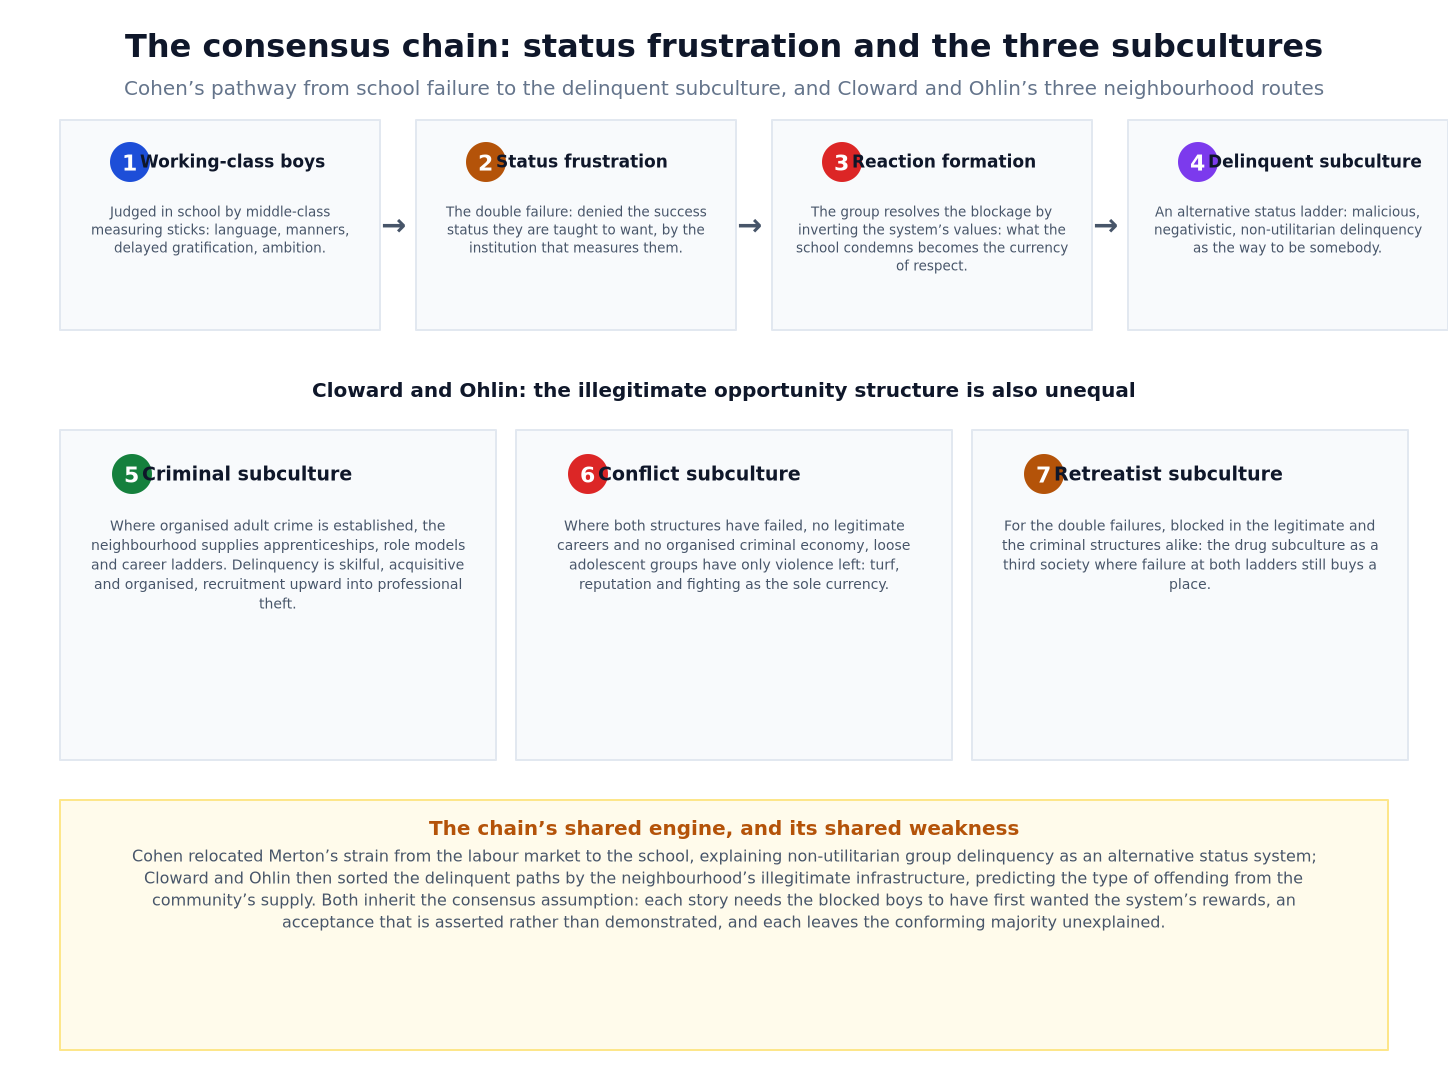 The consensus chain: status frustration and the three subcultures
Cohen’s pathway from school failure to the delinquent subculture, and Cloward and Ohlin’s three neighbourhood routes
1 Working-class boys
Judged in school by middle-class
measuring sticks: language, manners,
delayed gratification, ambition.
→
2 Status frustration
The double failure: denied the success
status they are taught to want, by the
institution that measures them.
→
3 Reaction formation
The group resolves the blockage by
inverting the system’s values: what the
school condemns becomes the currency
of respect.
→
4 Delinquent subculture
An alternative status ladder: malicious,
negativistic, non-utilitarian delinquency
as the way to be somebody.
Cloward and Ohlin: the illegitimate opportunity structure is also unequal
5 Criminal subculture
Where organised adult crime is established, the
neighbourhood supplies apprenticeships, role models
and career ladders. Delinquency is skilful, acquisitive
and organised, recruitment upward into professional
theft.
6 Conflict subculture
Where both structures have failed, no legitimate
careers and no organised criminal economy, loose
adolescent groups have only violence left: turf,
reputation and fighting as the sole currency.
7 Retreatist subculture
For the double failures, blocked in the legitimate and
the criminal structures alike: the drug subculture as a
third society where failure at both ladders still buys a
place.
The chain’s shared engine, and its shared weakness
Cohen relocated Merton’s strain from the labour market to the school, explaining non-utilitarian group delinquency as an alternative status system;
Cloward and Ohlin then sorted the delinquent paths by the neighbourhood’s illegitimate infrastructure, predicting the type of offending from the
community’s supply. Both inherit the consensus assumption: each story needs the blocked boys to have first wanted the system’s rewards, an
acceptance that is asserted rather than demonstrated, and each leaves the conforming majority unexplained.